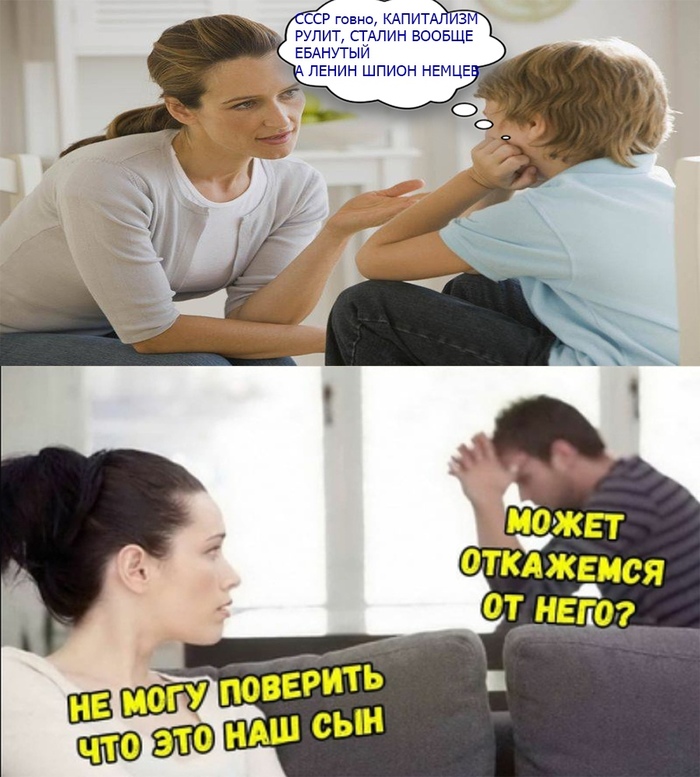 СССР говно, КАПИТАЛИЗМ
РУЛИТ, СТАЛИН ВООБЩЕ
ЕБАНУТЫЙ
А ЛЕНИН ШПИОН НЕМЦЕВ
МОЖЕТ
ОТКАЖЕМСЯ
ОТ НЕГО?
НЕ МОГУ ПОВЕРИТЬ
ЧТО ЭТО НАШ СЫН